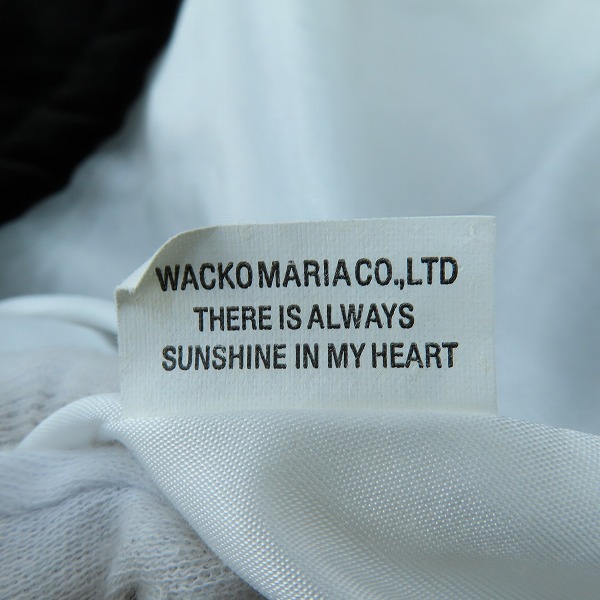 WACKO MARIA CO.,LTD
THERE IS ALWAYS
SUNSHINE IN MY HEART